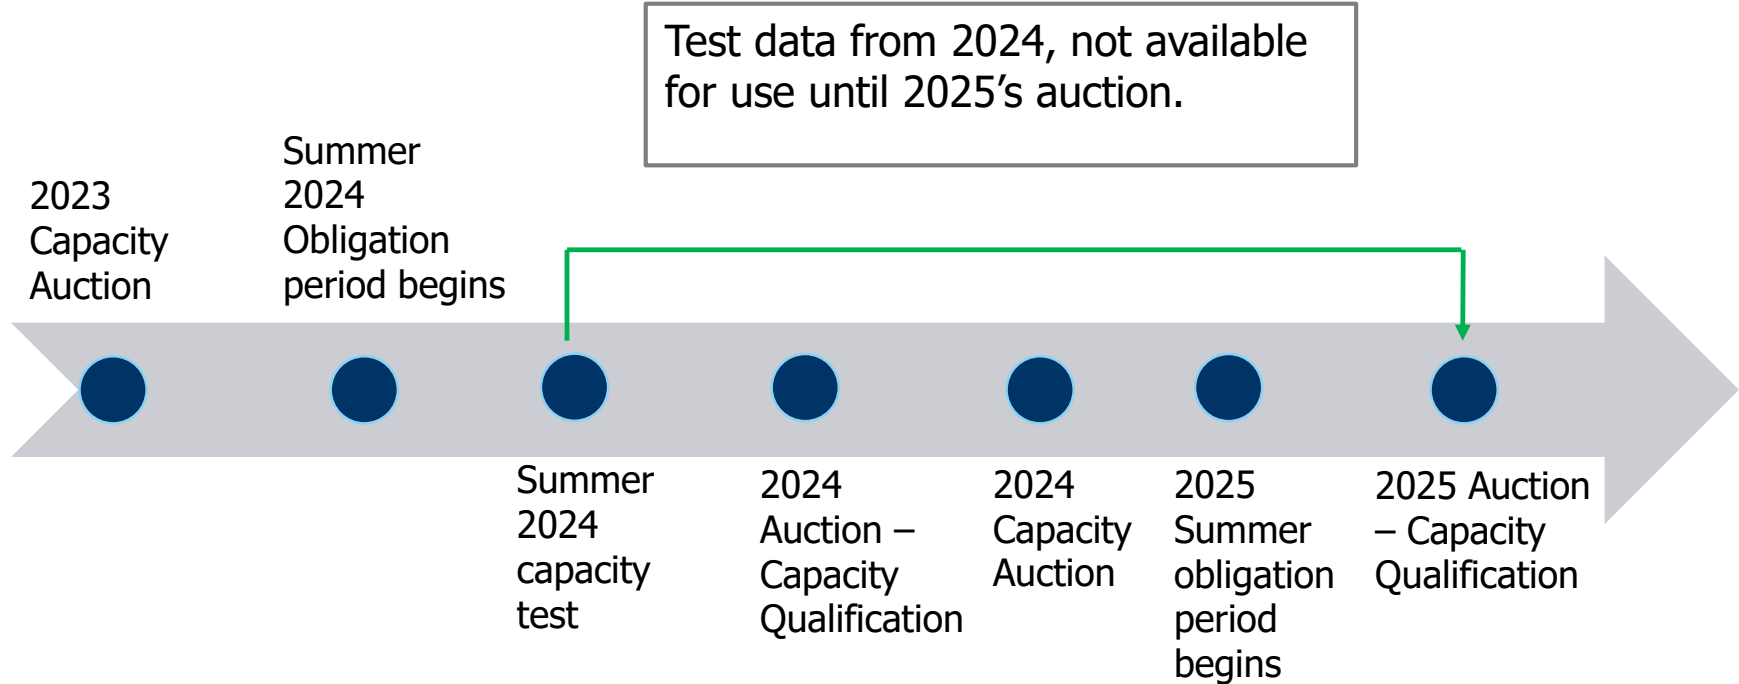 Test data from 2024, not available
for use until 2025’s auction.
2023
Capacity
Auction
Summer
2024
Obligation
period begins
Summer
2024
capacity
test
2024
Auction –
Capacity
Qualification
2024
Capacity
Auction
2025
Summer
obligation
period
begins
2025 Auction
– Capacity
Qualification